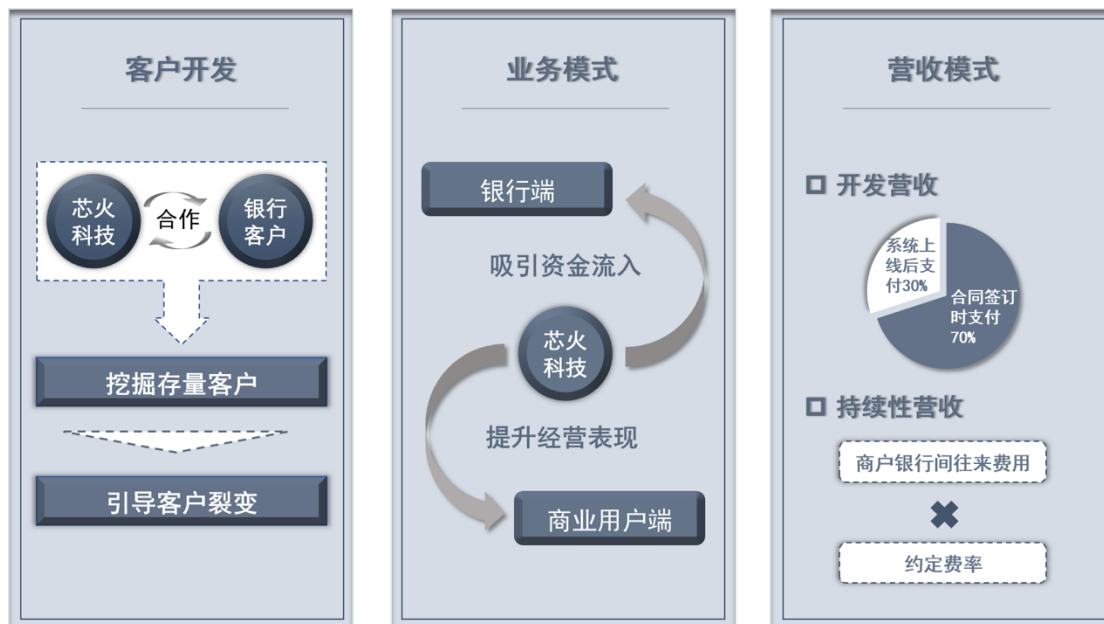 客户开发
芯火
科技
合作
银行
客户
挖掘存量客户
引导客户裂变
业务模式
银行端
吸引资金流入
芯火
科技
提升经营表现
商业用户端
营收模式
开发营收
系统上
线后支
付30%
合同签订
时支付
70%
持续性营收
商户银行间往来费用
约定费率